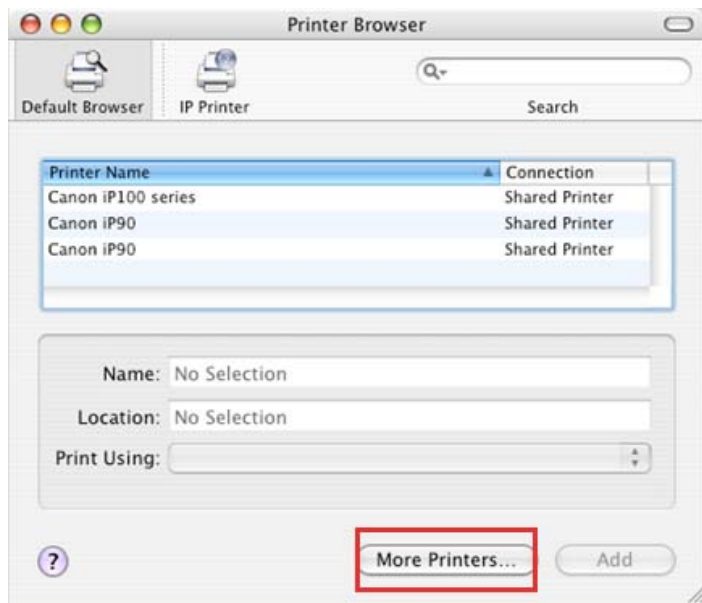 Printer Browser
Default Browser IP Printer Search
Printer Name Connection
Canon iP100 series Shared Printer
Canon iP90 Shared Printer
Canon iP90 Shared Printer
Name: No Selection
Location: No Selection
Print Using:
? More Printers... Add